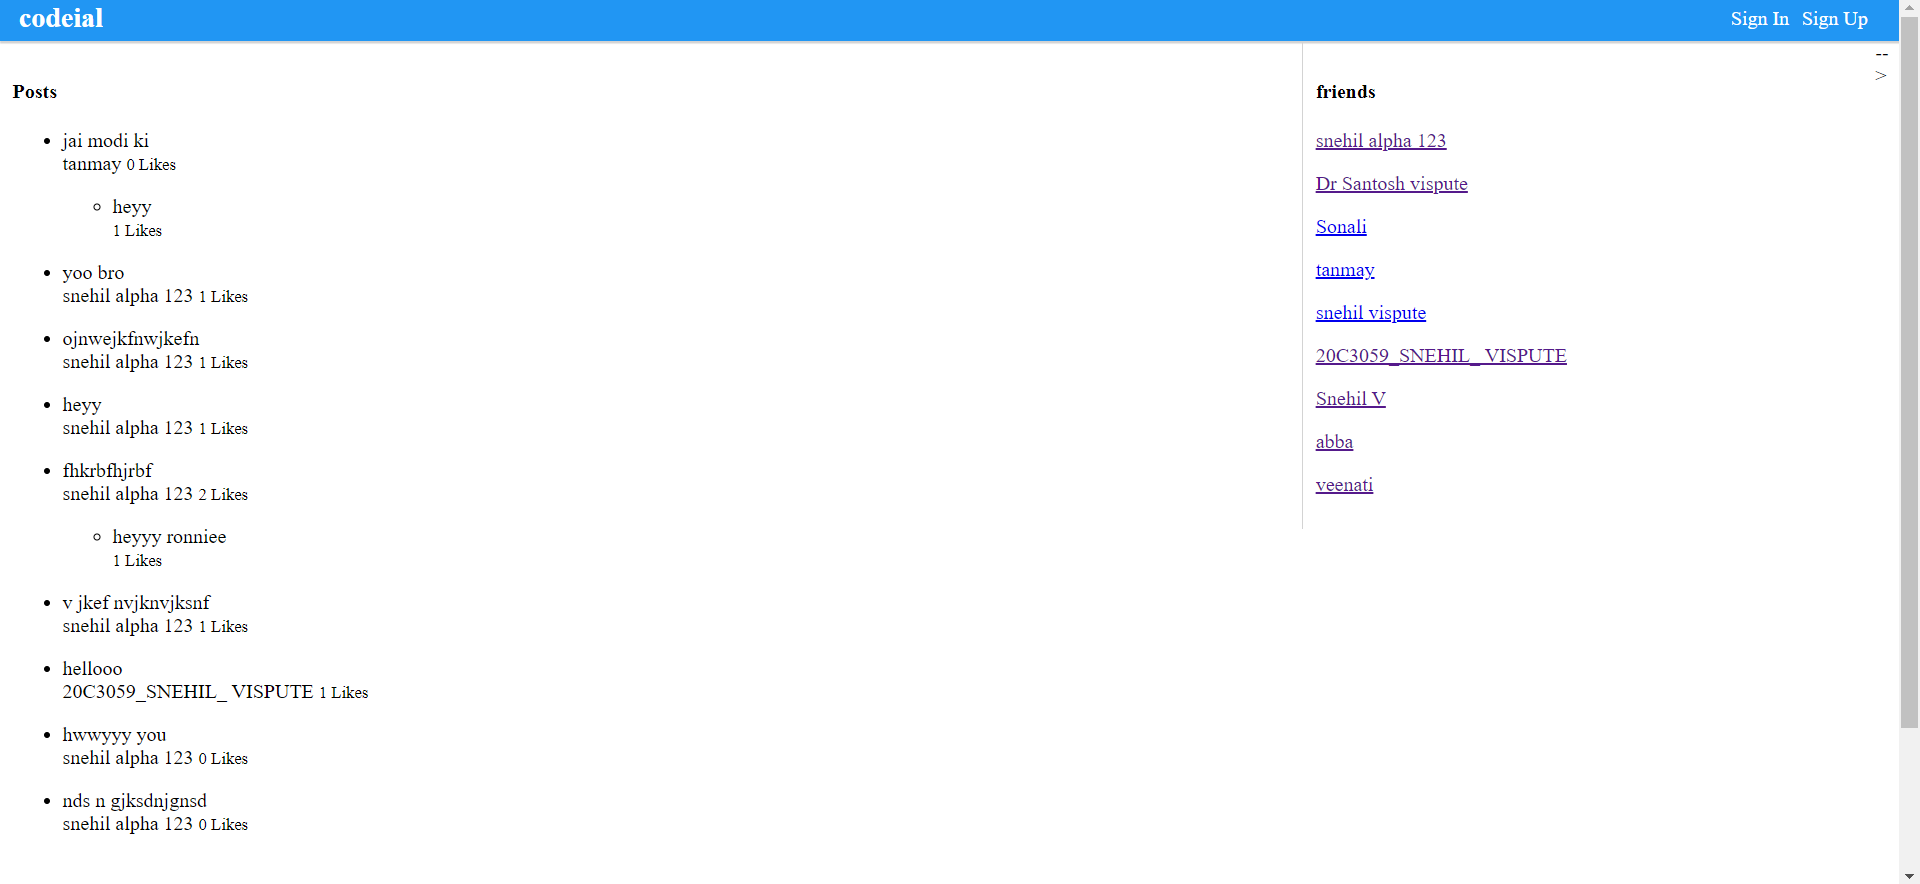 codeial
Sign In Sign Up
--
>
Posts
jai modi ki
tanmay 0 Likes
heyy
1 Likes
yoo bro
snehil alpha 123 1 Likes
ojnwejkfnwjkefn
snehil alpha 123 1 Likes
heyy
snehil alpha 123 1 Likes
fhkrbfhjrbf
snehil alpha 123 2 Likes
heyyy ronniee
1 Likes
v jkef nvjknvjksnf
snehil alpha 123 1 Likes
hellooo
20C3059_SNEHIL_ VISPUTE 1 Likes
hwwyyy you
snehil alpha 123 0 Likes
nds n gjksdnjgnsd
snehil alpha 123 0 Likes
friends
snehil alpha 123
Dr Santosh vispute
Sonali
tanmay
snehil vispute
20C3059_SNEHIL_ VISPUTE
Snehil V
abba
veenati